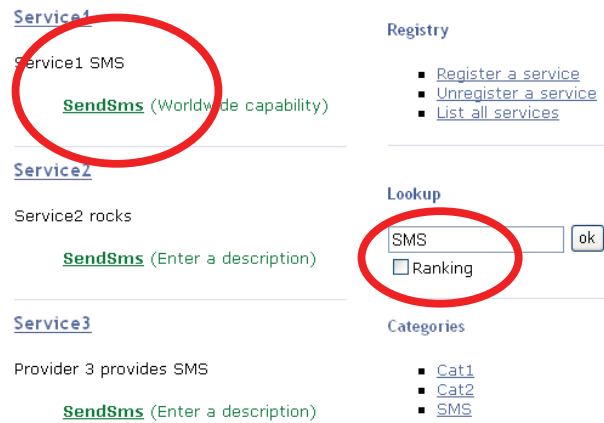 Service1
Service1 SMS
SendSms (Worldwide capability)
Service2
Service2 rocks
SendSms (Enter a description)
Service3
Provider 3 provides SMS
SendSms (Enter a description)
Registry
Register a service
Unregister a service
List all services
Lookup
SMS ok
Ranking
Categories
Cat1
Cat2
SMS